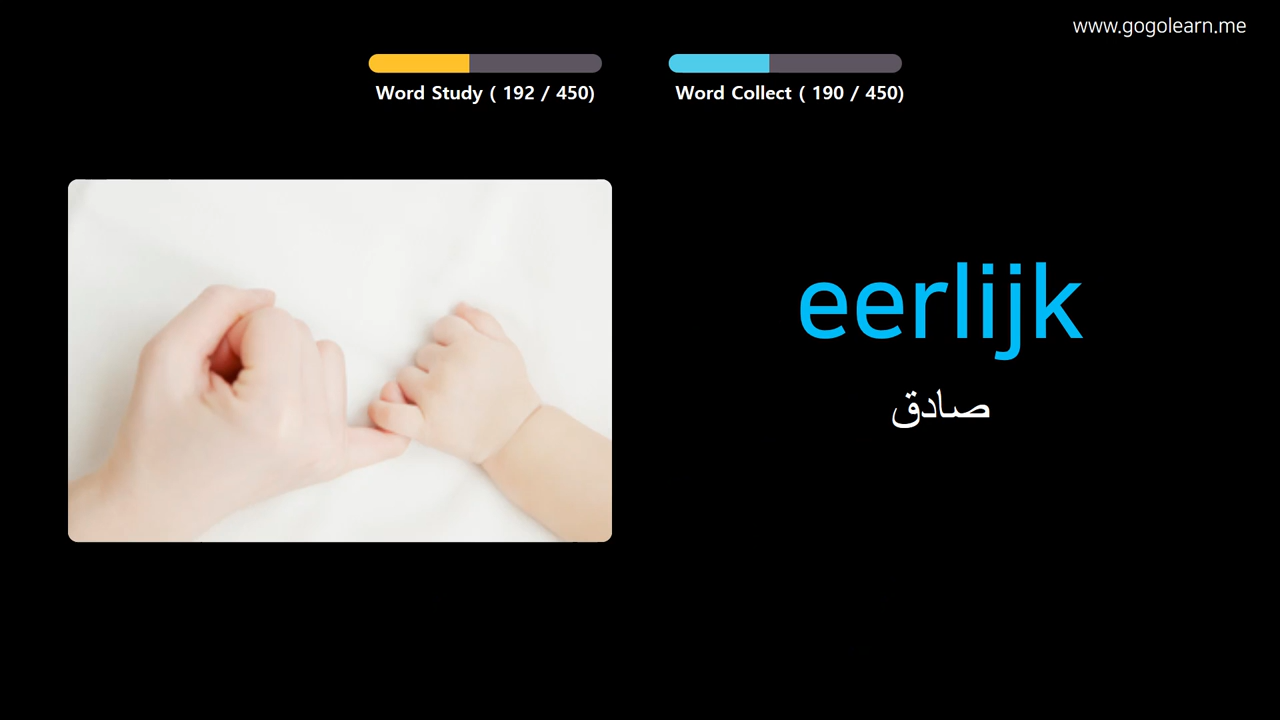 www.gogolearn.me
Word Study ( 192 / 450)
Word Collect ( 190 / 450)
eerlijk
صادق